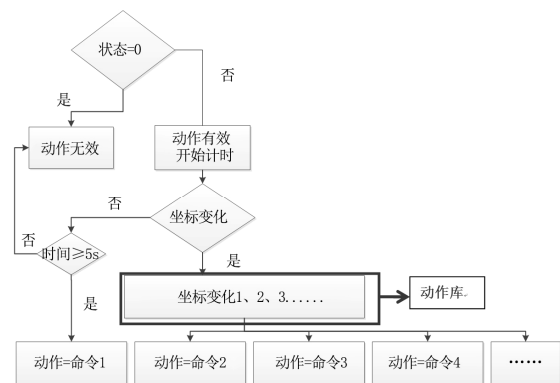 状态=0
否
是
动作无效
动作有效
开始计时
否
坐标变化
否
时间≥5s
是
是
坐标变化1、2、3......
动作库
动作=命令1
动作=命令2
动作=命令3
动作=命令4
......